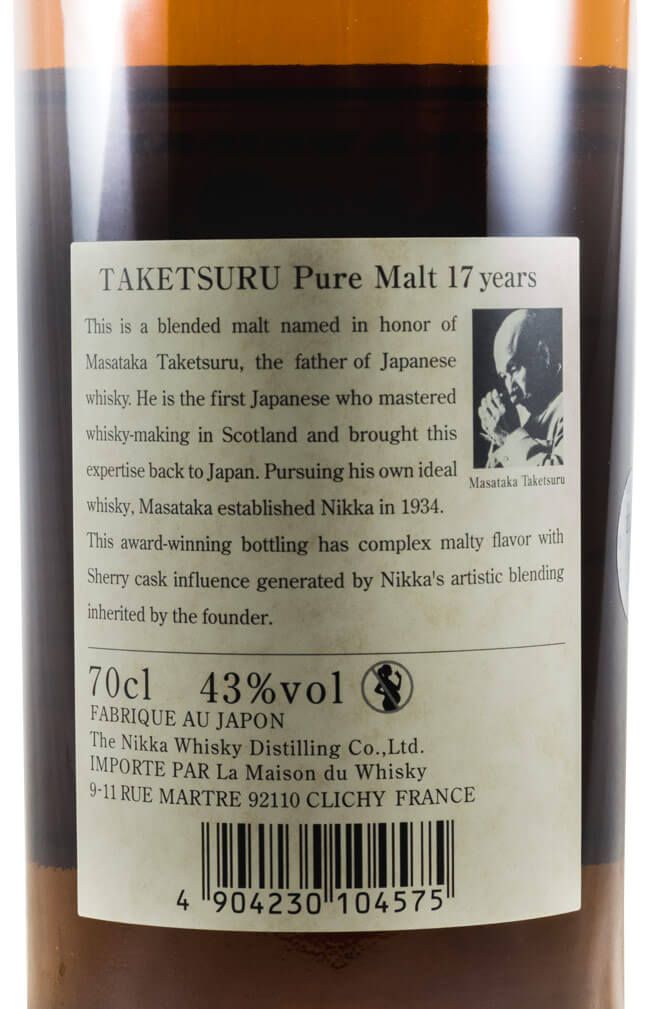 TAKETSURU Pure Malt 17 years
This is a blended malt named in honor of
Masataka Taketsuru, the father of Japanese
whisky. He is the first Japanese who mastered
whisky-making in Scotland and brought this
expertise back to Japan. Pursuing his own ideal
whisky, Masataka established Nikka in 1934.
Masataka Taketsuru
This award-winning bottling has complex malty flavor with
Sherry cask influence generated by Nikka's artistic blending
inherited by the founder.
70cl 43%vol
FABRIQUE AU JAPON
The Nikka Whisky Distilling Co.,Ltd.
IMPORTE PAR La Maison du Whisky
9-11 RUE MARTRE 92110 CLICHY FRANCE
4 904230 104575